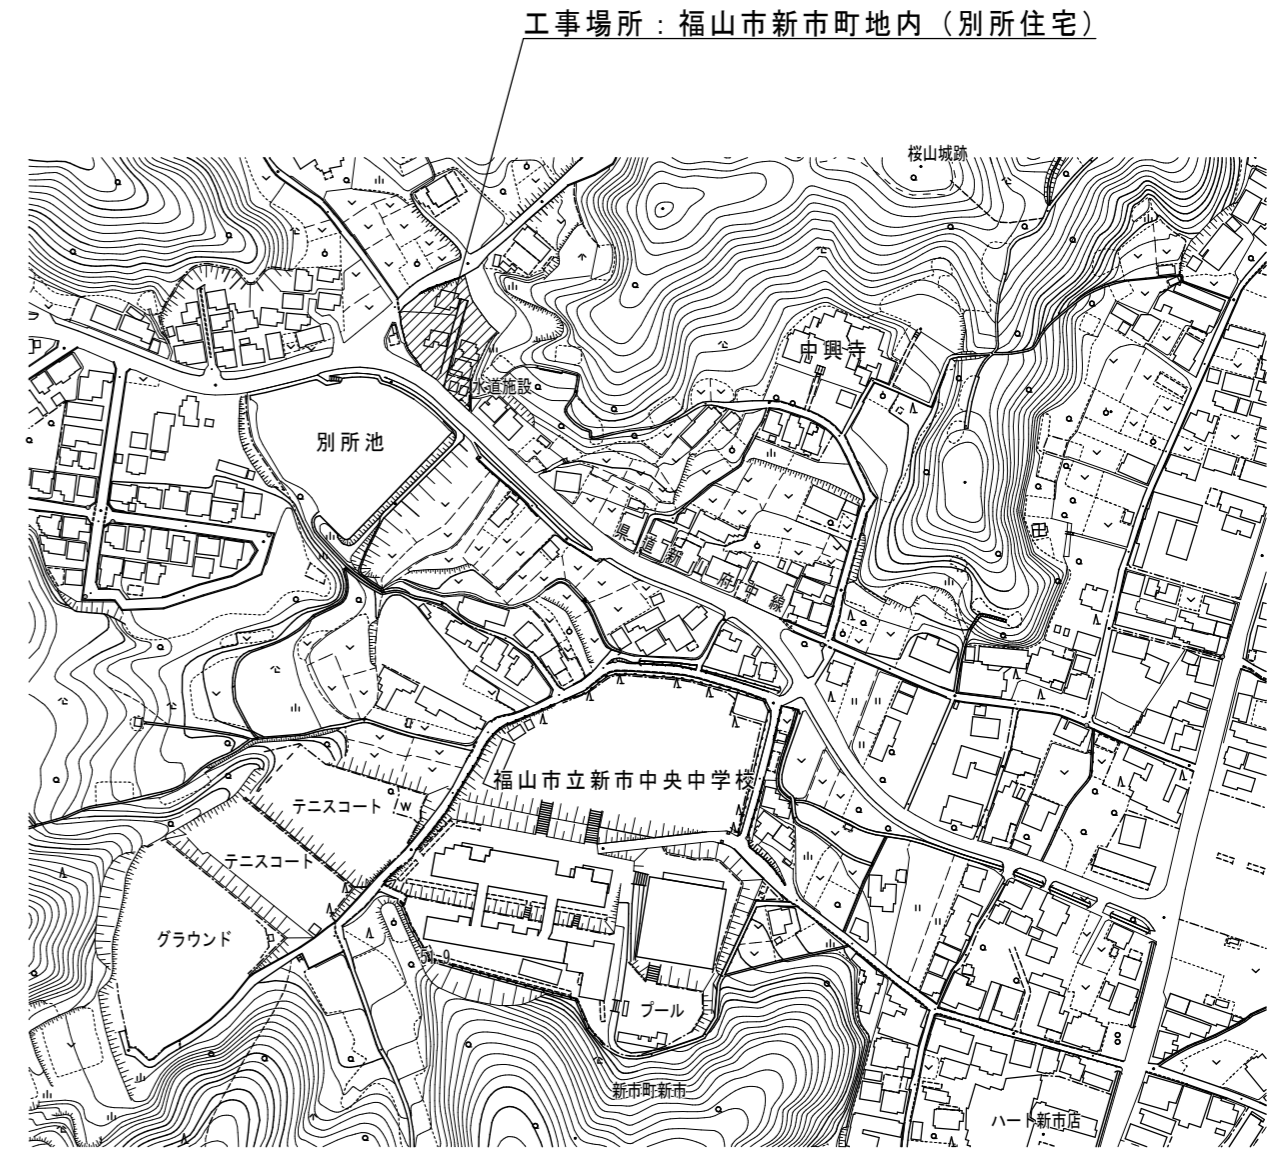 工事場所：福山市新市町地内（別所住宅）
桜山城跡
中興寺
水道施設
別所池
県道新府中線
福山市立新市中央中学校
テニスコート
w
テニスコート
グラウンド
プール
新市町新市
ハート新市店